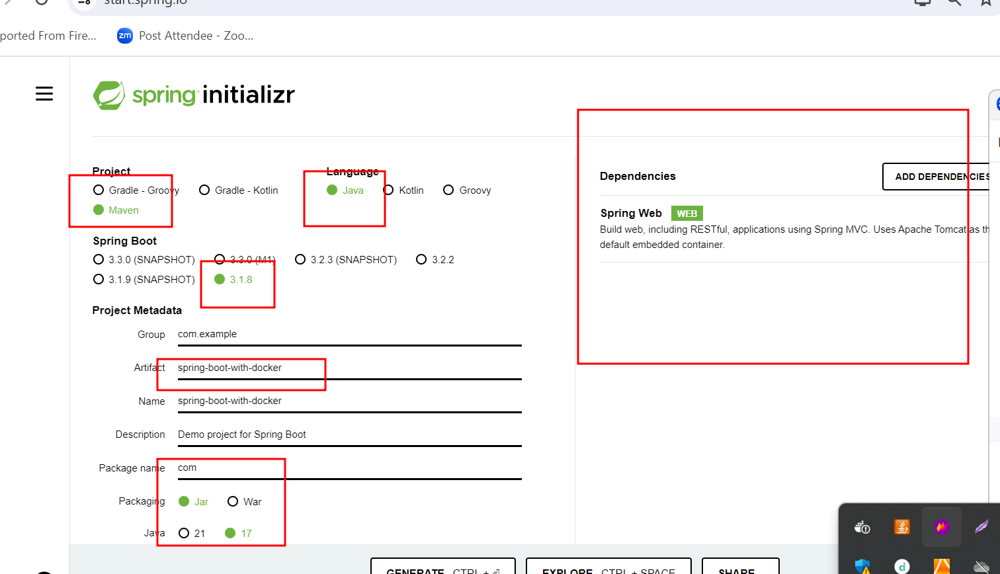 start.spring.io
ported From Fire...
zm Post Attendee - Zoo...
spring initializr
Project
Gradle - Groovy Gradle - Kotlin
Maven
Language
Java Kotlin Groovy
Spring Boot
3.3.0 (SNAPSHOT) 3.3.0 (M1) 3.2.3 (SNAPSHOT) 3.2.2
3.1.9 (SNAPSHOT) 3.1.8
Project Metadata
Group com.example
Artifact spring-boot-with-docker
Name spring-boot-with-docker
Description Demo project for Spring Boot
Package name com
Packaging Jar War
Java 21 17
Dependencies ADD DEPENDENCIES
Spring Web WEB
Build web, including RESTful, applications using Spring MVC. Uses Apache Tomcat as th
default embedded container.
GENERATE CTRL + ⏎ EXPLORE CTRL + SPACE SHARE...